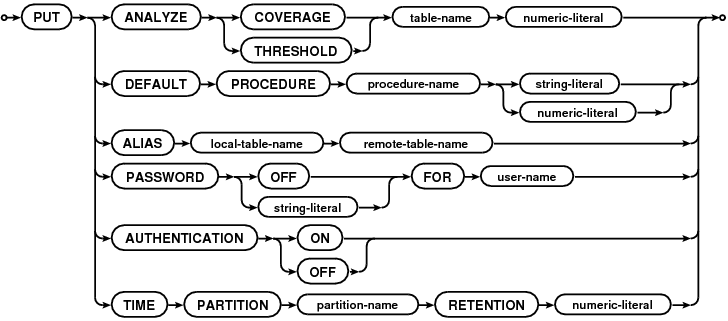 PUT ANALYZE COVERAGE table-name numeric-literal
THRESHOLD
DEFAULT PROCEDURE procedure-name string-literal
numeric-literal
ALIAS local-table-name remote-table-name
PASSWORD OFF FOR user-name
string-literal
AUTHENTICATION ON
OFF
TIME PARTITION partition-name RETENTION numeric-literal